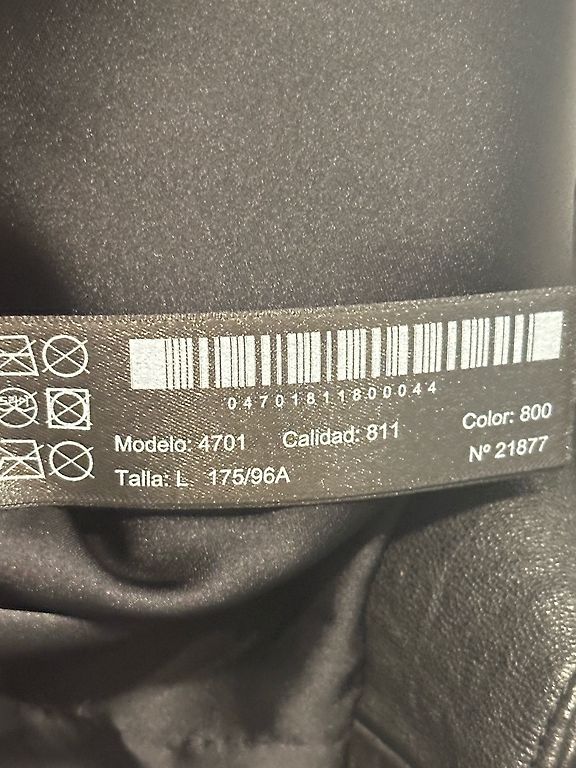 04701811800044
Modelo: 4701 Calidad: 811 Color: 800
Talla: L 175/96A Nº 21877